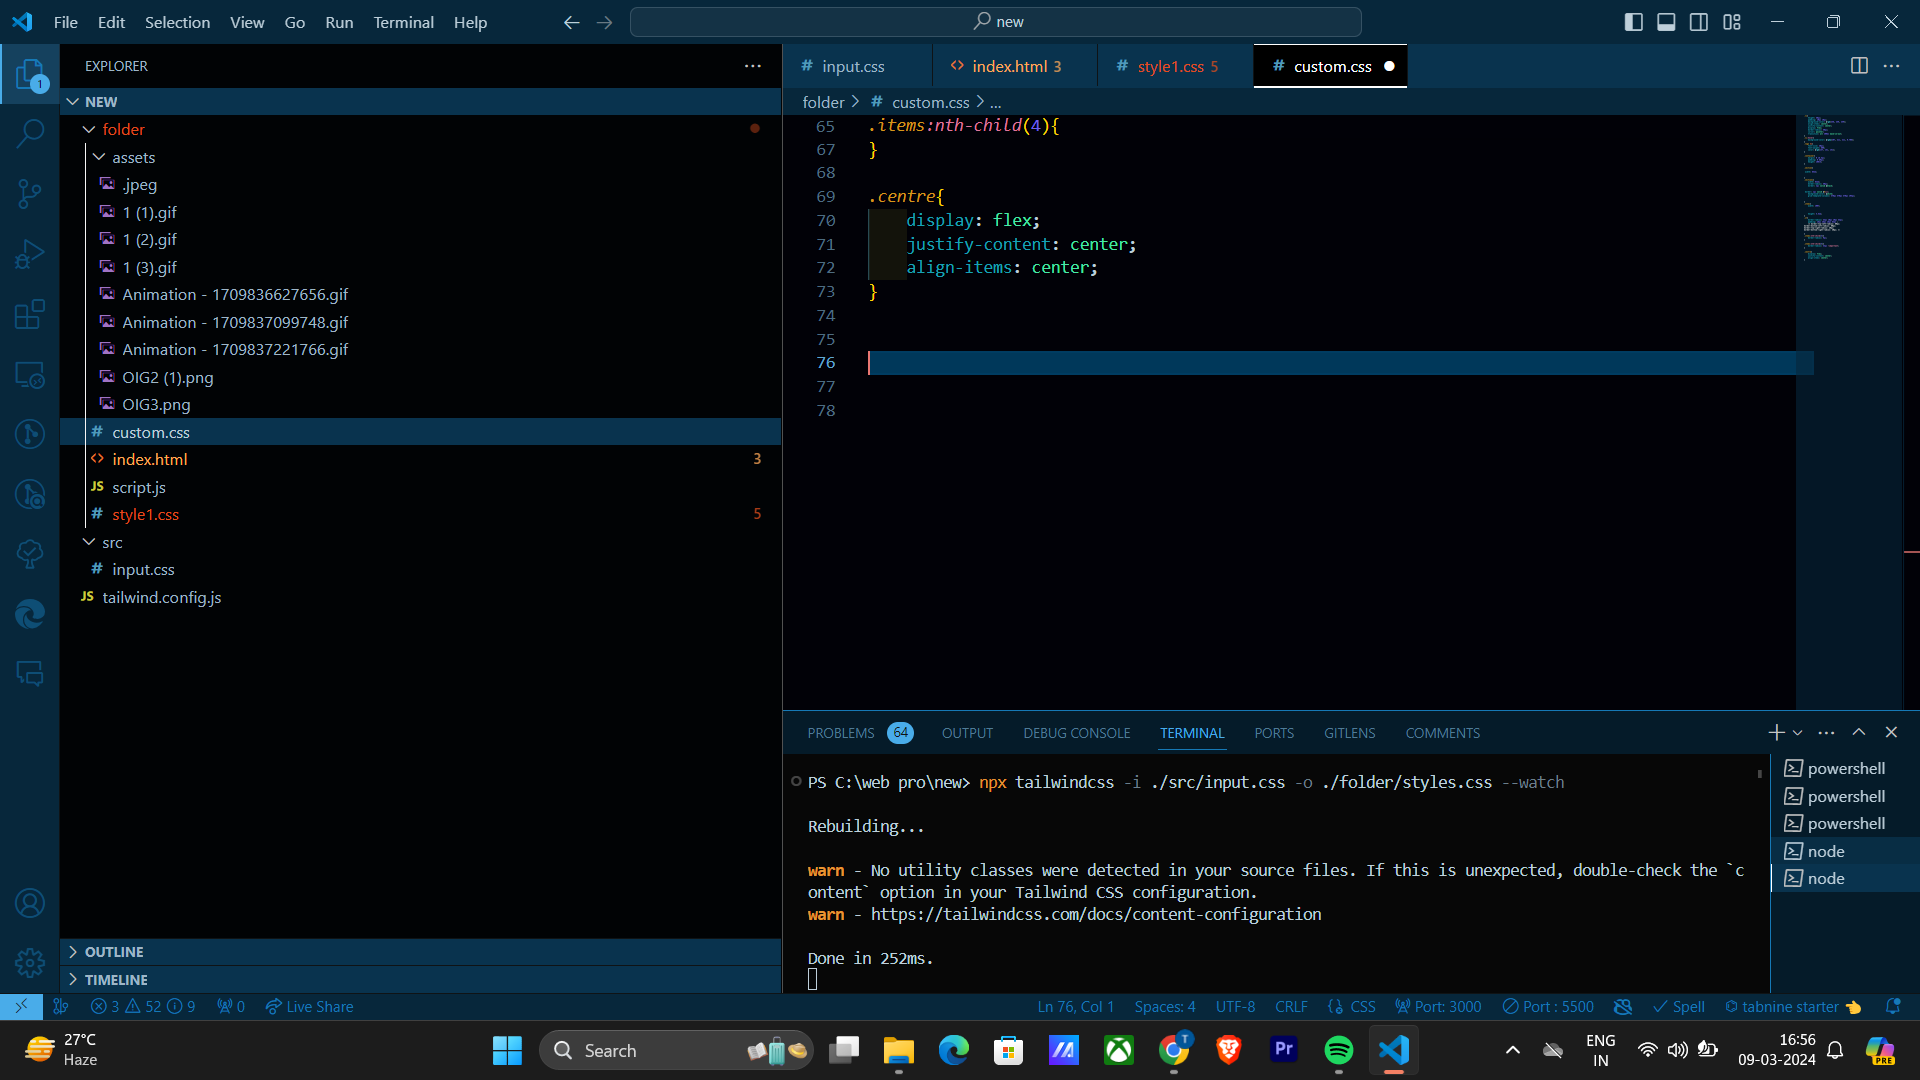 File Edit Selection View Go Run Terminal Help
new
EXPLORER
NEW
folder
assets
.jpeg
1 (1).gif
1 (2).gif
1 (3).gif
Animation - 1709836627656.gif
Animation - 1709837099748.gif
Animation - 1709837221766.gif
OIG2 (1).png
OIG3.png
# custom.css
<> index.html 3
JS script.js
# style1.css 5
src
# input.css
JS tailwind.config.js
OUTLINE
TIMELINE
1
# input.css
<> index.html 3
# style1.css 5
# custom.css
folder > # custom.css > ...
65 .items:nth-child(4){
67 }
68
69 .centre{
70 display: flex;
71 justify-content: center;
72 align-items: center;
73 }
74
75
76
77
78
PROBLEMS 64 OUTPUT DEBUG CONSOLE TERMINAL PORTS GITLENS COMMENTS
PS C:\web pro\new> npx tailwindcss -i ./src/input.css -o ./folder/styles.css --watch
Rebuilding...
warn - No utility classes were detected in your source files. If this is unexpected, double-check the `c
ontent` option in your Tailwind CSS configuration.
warn - https://tailwindcss.com/docs/content-configuration
Done in 252ms.
powershell
powershell
powershell
node
node
3 52 9 0 Live Share
Ln 76, Col 1 Spaces: 4 UTF-8 CRLF {} CSS Port: 3000 Port : 5500 Spell tabnine starter
27°C
Haze
Search
T
Pr
ENG
IN
16:56
09-03-2024
PRE